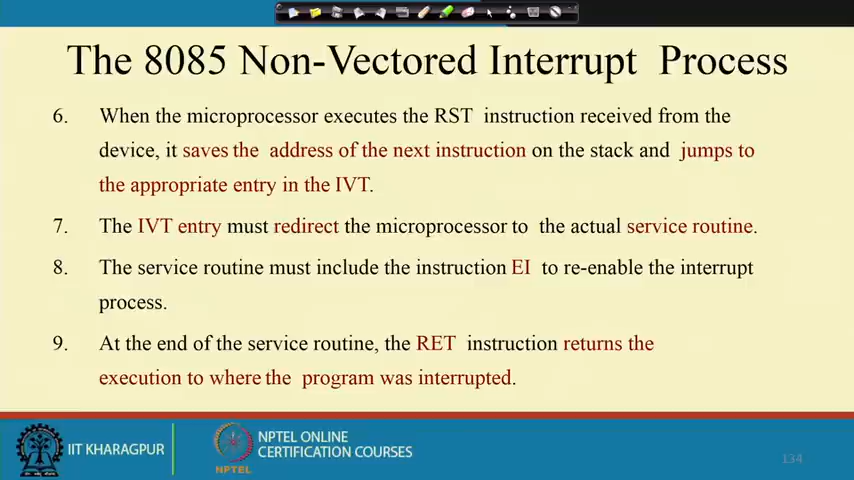 The 8085 Non-Vectored Interrupt Process
6. When the microprocessor executes the RST instruction received from the
device, it saves the address of the next instruction on the stack and jumps to
the appropriate entry in the IVT.
7. The IVT entry must redirect the microprocessor to the actual service routine.
8. The service routine must include the instruction EI to re-enable the interrupt
process.
9. At the end of the service routine, the RET instruction returns the
execution to where the program was interrupted.
IIT KHARAGPUR
NPTEL
NPTEL ONLINE
CERTIFICATION COURSES
134